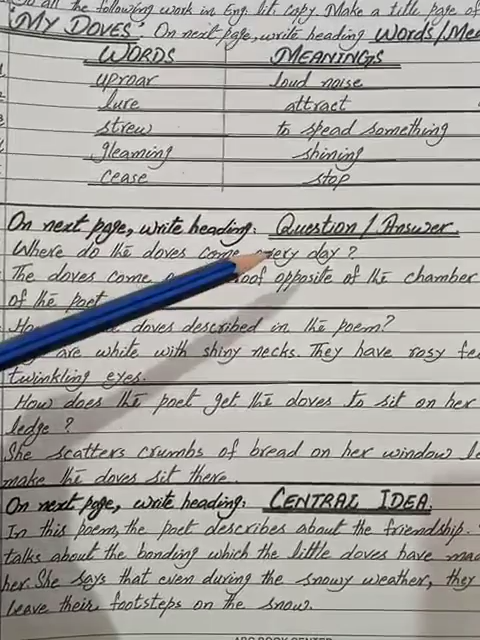 all the following work in Eng. lit. copy. Make a title page of
"MY DOVES". On next page, write heading Words/Mea
WORDS MEANINGS
uproar loud noise
lure attract
strew to spead something
gleaming shining
cease stop
On next page, write heading: Question/Answer.
Where do the doves come every day?
The doves come roof opposite of the chamber
of the poet
doves described in the poem?
are white with shiny necks. They have rosy fe
twinkling eyes.
How does the poet get the doves to sit on her
ledge?
She scatters crumbs of bread on her window le
make the doves sit there.
On next page, write heading: CENTRAL IDEA.
In this poem, the poet describes about the friendship.
talks about the bonding which the little doves have mad
her. She says that even during the snowy weather, they
leave their footsteps on the snow.